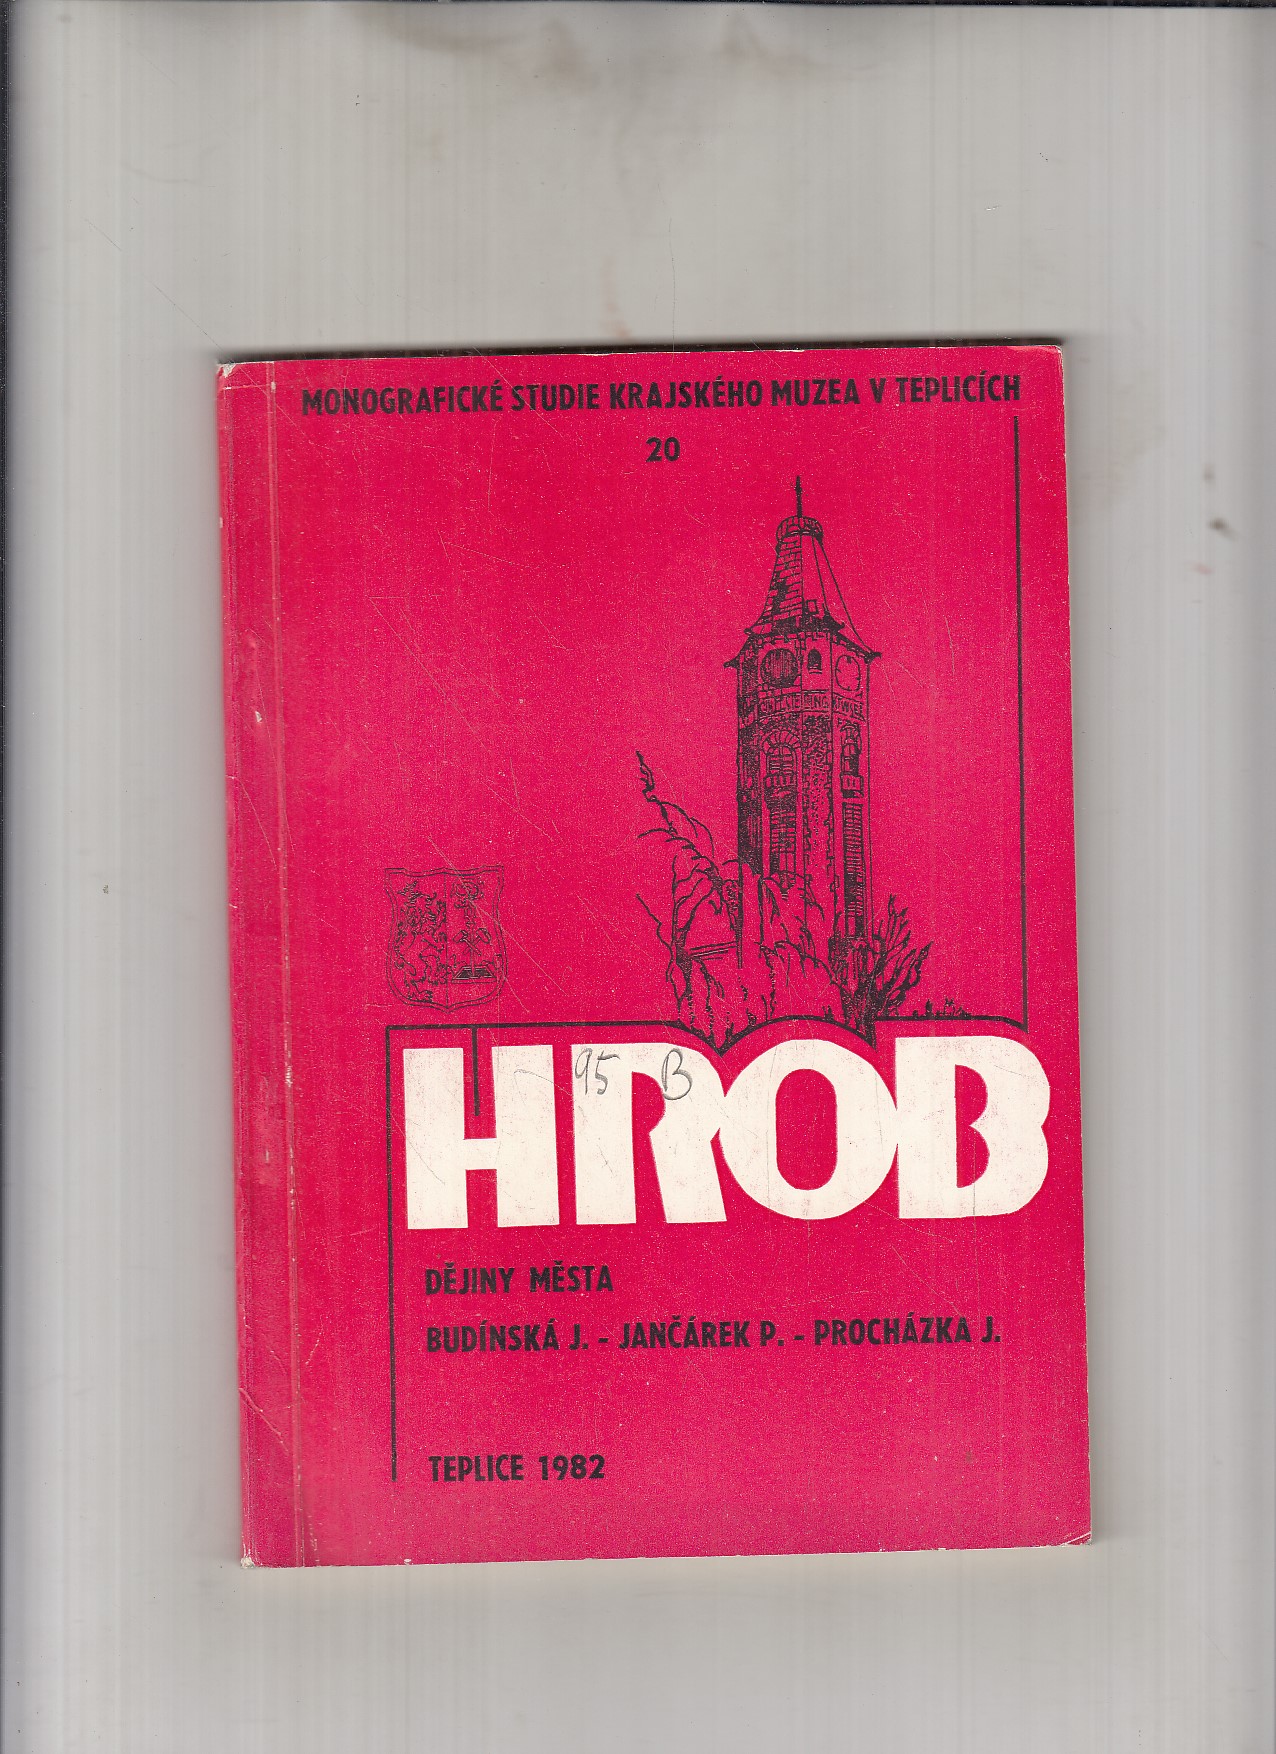 MONOGRAFICKÉ STUDIE KRAJSKÉHO MUZEA V TEPLICÍCH
20
HROB
95 B
DĚJINY MĚSTA
BUDÍNSKÁ J. - JANČÁREK P. - PROCHÁZKA J.
TEPLICE 1982